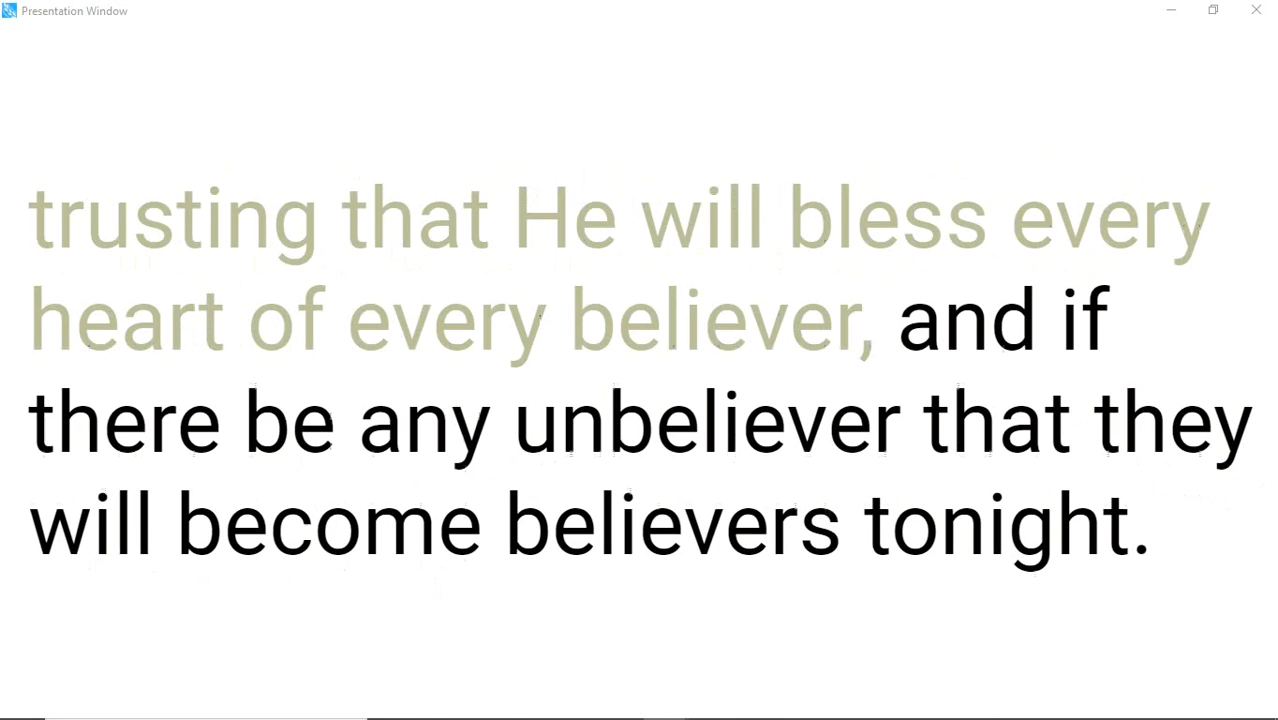 Presentation Window
trusting that He will bless every
heart of every believer, and if
there be any unbeliever that they
will become believers tonight.